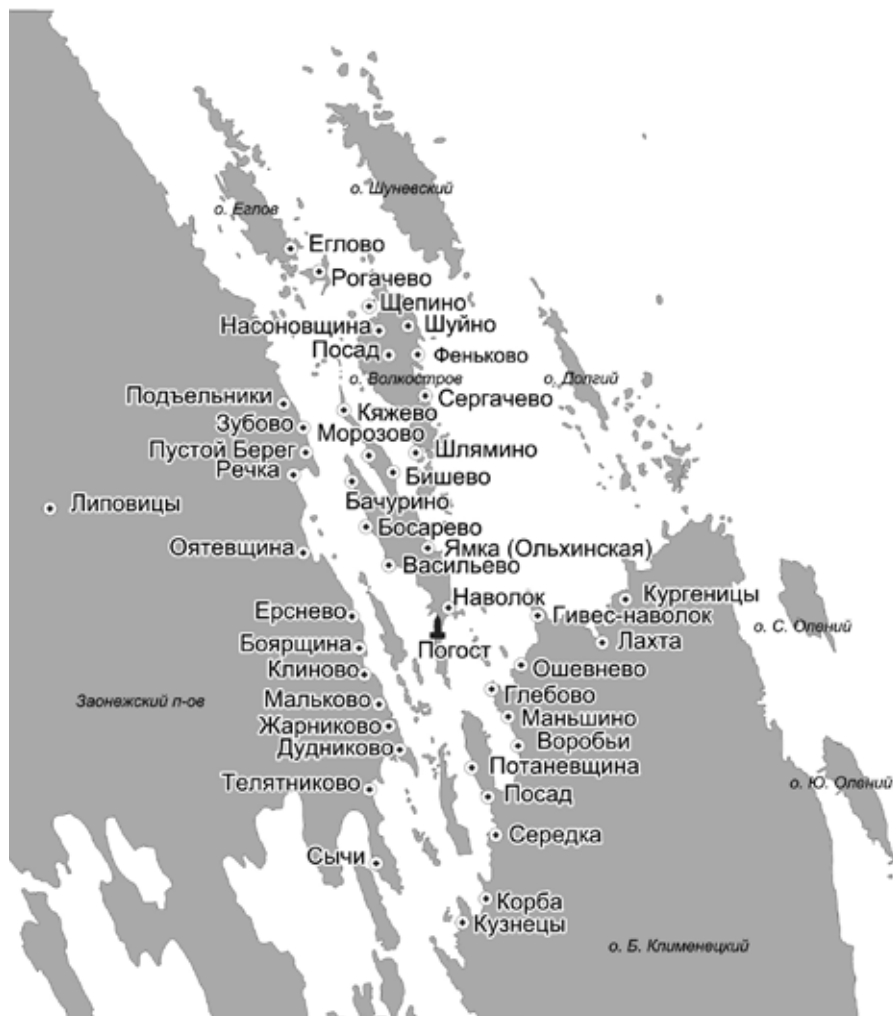 о. Шуневский
о. Еглов
Еглово
Рогачево
Щепино
Насоновщина
Шуйно
Посад
Феньково
о. Волкостров
о. Долгий
Сергачево
Подъельники
Кяжево
Зубово
Морозово
Пустой Берег
Шлямино
Речка
Бишево
Бачурино
Липовицы
Босарево
Оятевщина
Ямка (Ольхинская)
Васильево
Наволок
Кургеницы
Ерснево
Гивес-наволок
о. С. Олений
Боярщина
Погост
Лахта
Клиново
Ошевнево
Глебово
Заонежский п-ов
Мальково
Маньшино
Жарниково
Дудниково
Воробьи
Потаневщина
Телятниково
о. Ю. Олений
Посад
Середка
Сычи
Корба
Кузнецы
о. Б. Клименецкий